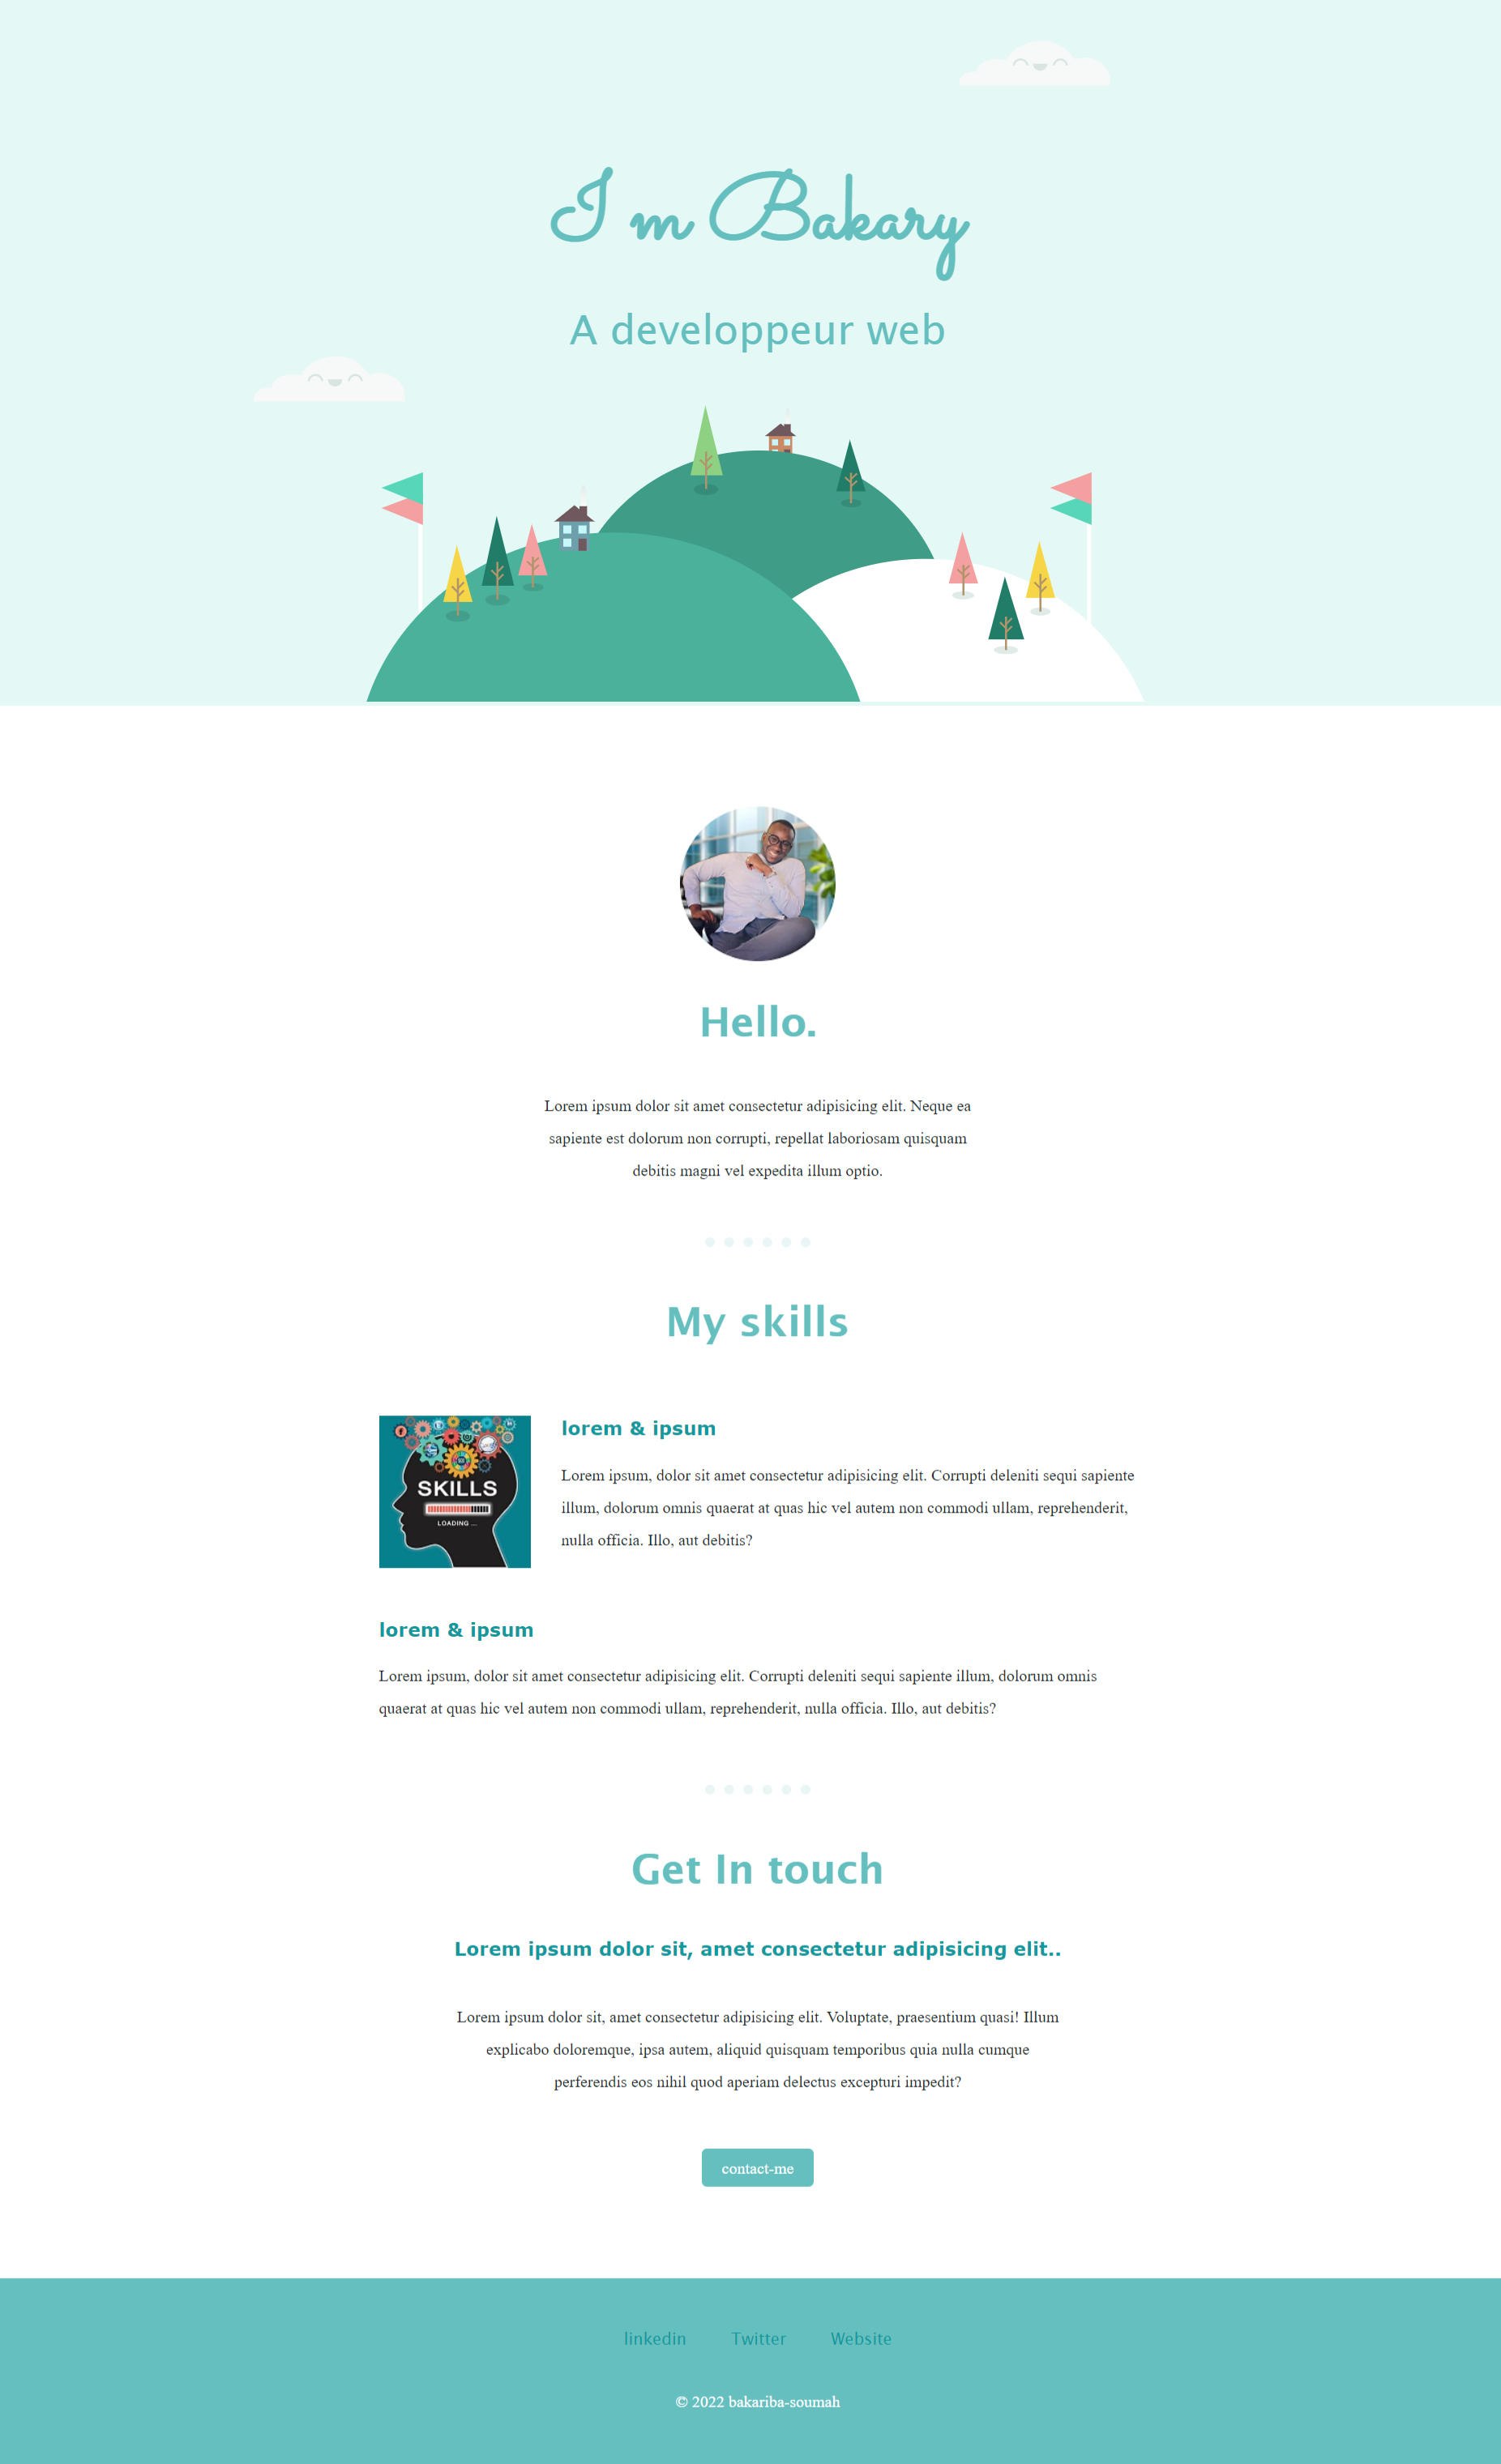 I m Bakary
A developpeur web
Hello.
Lorem ipsum dolor sit amet consectetur adipisicing elit. Neque ea
sapiente est dolorum non corrupti, repellat laboriosam quisquam
debitis magni vel expedita illum optio.
My skills
SKILLS
LOADING ...
lorem & ipsum
Lorem ipsum, dolor sit amet consectetur adipisicing elit. Corrupti deleniti sequi sapiente
illum, dolorum omnis quaerat at quas hic vel autem non commodi ullam, reprehenderit,
nulla officia. Illo, aut debitis?
lorem & ipsum
Lorem ipsum, dolor sit amet consectetur adipisicing elit. Corrupti deleniti sequi sapiente illum, dolorum omnis
quaerat at quas hic vel autem non commodi ullam, reprehenderit, nulla officia. Illo, aut debitis?
Get In touch
Lorem ipsum dolor sit, amet consectetur adipisicing elit..
Lorem ipsum dolor sit, amet consectetur adipisicing elit. Voluptate, praesentium quasi! Illum
explicabo doloremque, ipsa autem, aliquid quisquam temporibus quia nulla cumque
perferendis eos nihil quod aperiam delectus excepturi impedit?
contact-me
linkedin Twitter Website
© 2022 bakariba-soumah